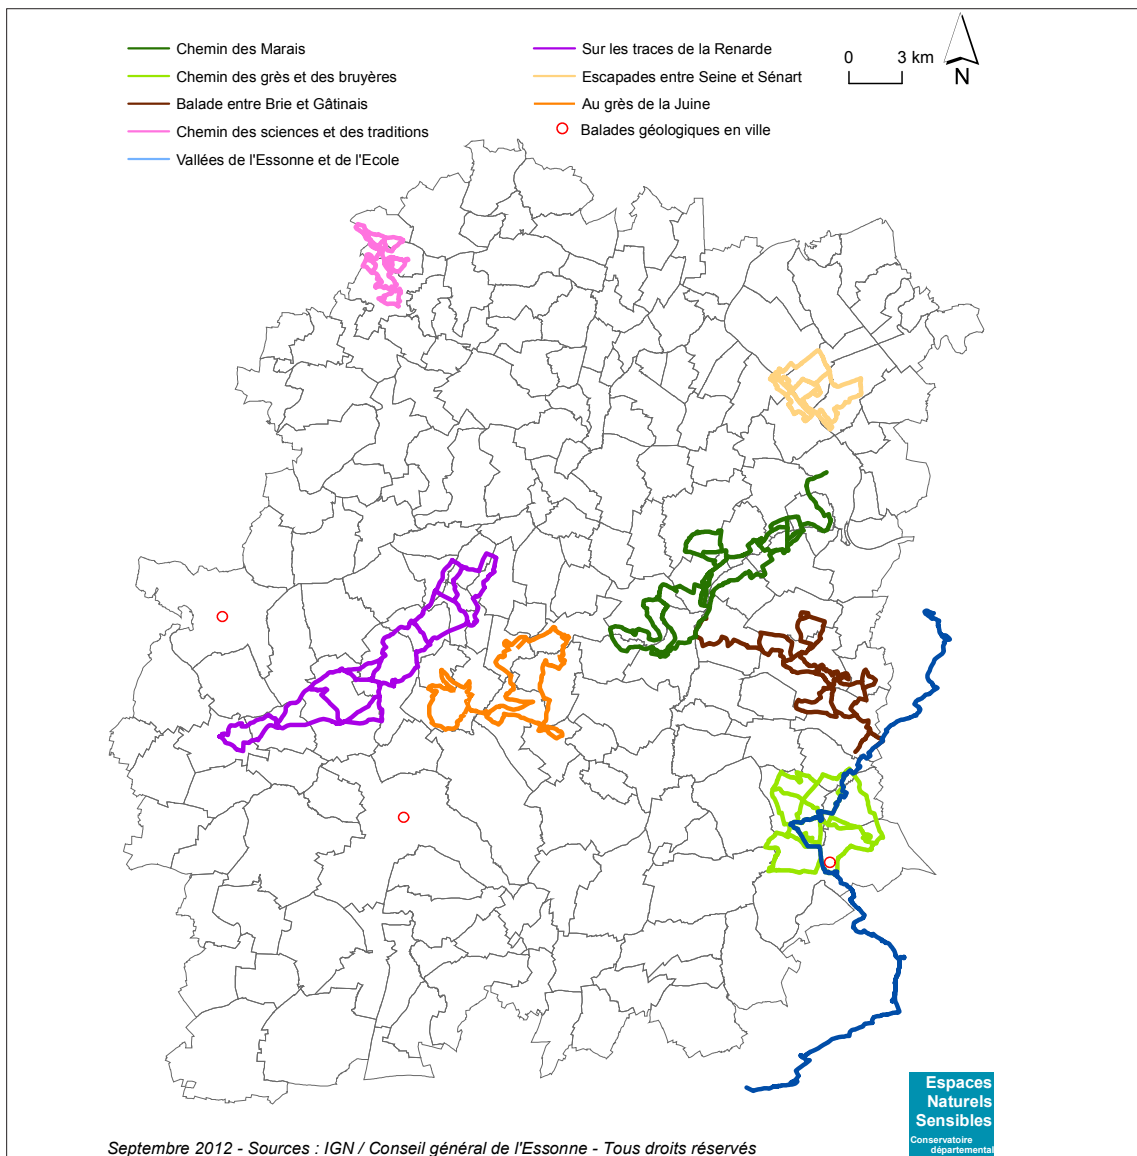 Chemin des Marais
Chemin des grès et des bruyères
Balade entre Brie et Gâtinais
Chemin des sciences et des traditions
Vallées de l'Essonne et de l'Ecole
Sur les traces de la Renarde
Escapades entre Seine et Sénart
Au grès de la Juine
Balades géologiques en ville
0 3 km
N
Espaces
Naturels
Sensibles
Conservatoire
départemental
Septembre 2012 - Sources : IGN / Conseil général de l'Essonne - Tous droits réservés